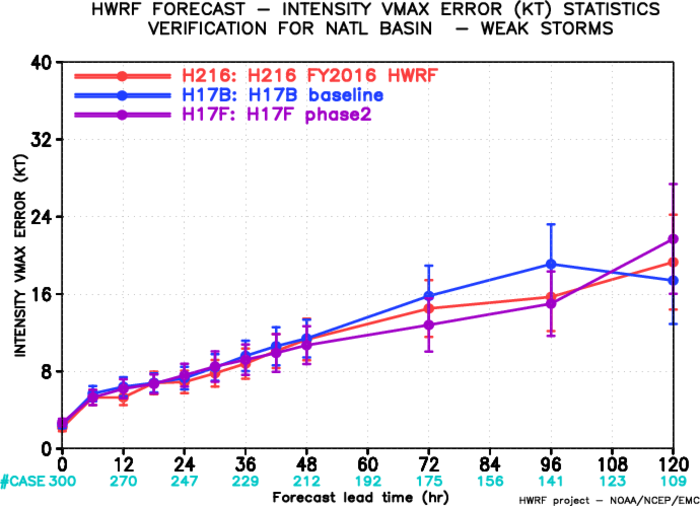 HWRF FORECAST – INTENSITY VMAX ERROR (KT) STATISTICS
VERIFICATION FOR NATL BASIN – WEAK STORMS
H216: H216 FY2016 HWRF
H17B: H17B baseline
H17F: H17F phase2
INTENSITY VMAX ERROR (KT)
40
32
24
16
8
0
0 12 24 36 48 60 72 84 96 108 120
#CASE 300 270 247 229 212 192 175 156 141 123 109
Forecast lead time (hr)
HWRF project – NOAA/NCEP/EMC